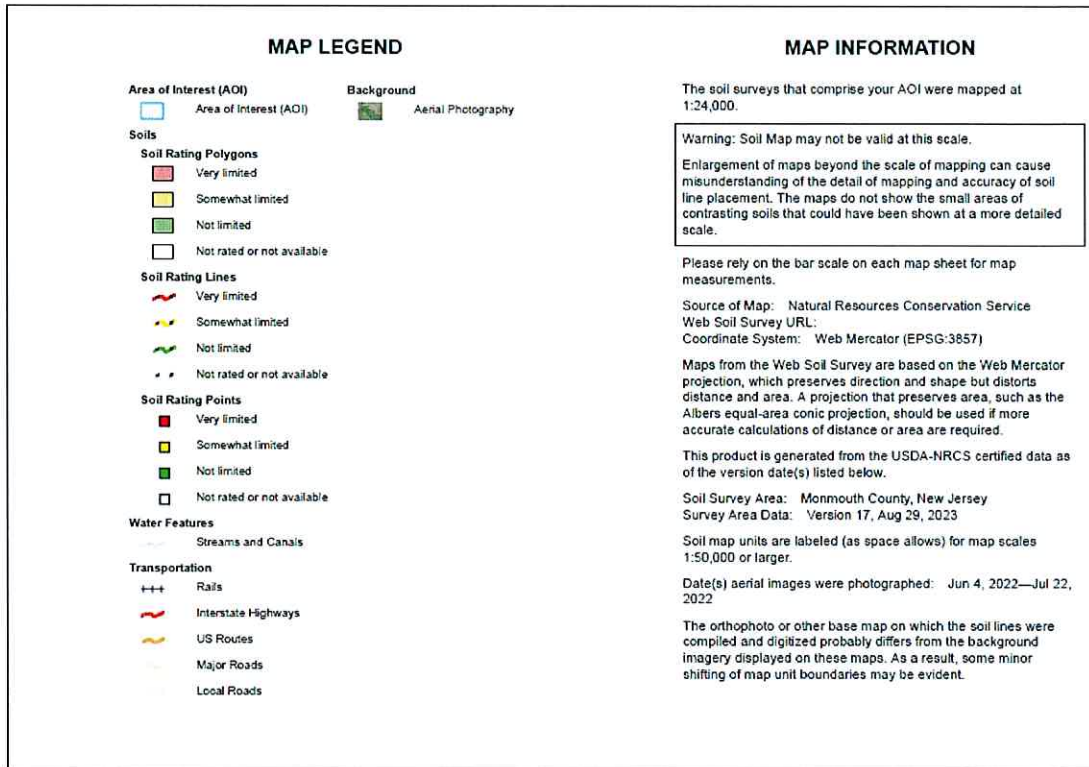 MAP LEGEND
Area of Interest (AOI)
Area of Interest (AOI)
Soils
Soil Rating Polygons
Very limited
Somewhat limited
Not limited
Not rated or not available
Soil Rating Lines
Very limited
Somewhat limited
Not limited
Not rated or not available
Soil Rating Points
Very limited
Somewhat limited
Not limited
Not rated or not available
Water Features
Streams and Canals
Transportation
Rails
Interstate Highways
US Routes
Major Roads
Local Roads
Background
Aerial Photography
MAP INFORMATION
The soil surveys that comprise your AOI were mapped at
1:24,000.
Warning: Soil Map may not be valid at this scale.
Enlargement of maps beyond the scale of mapping can cause
misunderstanding of the detail of mapping and accuracy of soil
line placement. The maps do not show the small areas of
contrasting soils that could have been shown at a more detailed
scale.
Please rely on the bar scale on each map sheet for map
measurements.
Source of Map: Natural Resources Conservation Service
Web Soil Survey URL:
Coordinate System: Web Mercator (EPSG:3857)
Maps from the Web Soil Survey are based on the Web Mercator
projection, which preserves direction and shape but distorts
distance and area. A projection that preserves area, such as the
Albers equal-area conic projection, should be used if more
accurate calculations of distance or area are required.
This product is generated from the USDA-NRCS certified data as
of the version date(s) listed below.
Soil Survey Area: Monmouth County, New Jersey
Survey Area Data: Version 17, Aug 29, 2023
Soil map units are labeled (as space allows) for map scales
1:50,000 or larger.
Date(s) aerial images were photographed: Jun 4, 2022—Jul 22,
2022
The orthophoto or other base map on which the soil lines were
compiled and digitized probably differs from the background
imagery displayed on these maps. As a result, some minor
shifting of map unit boundaries may be evident.